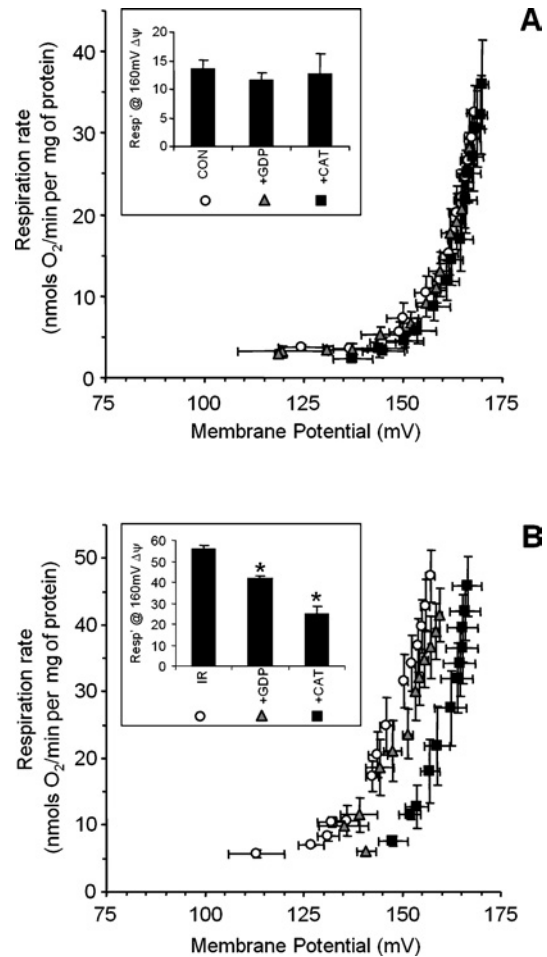 A
Respiration rate
(nmols O₂/min per mg of protein)
40
30
20
10
0
75
100
125
150
175
Membrane Potential (mV)
Resp' @ 160mV Δψ
20
15
10
5
0
CON
+GDP
+CAT
B
Respiration rate
(nmols O₂/min per mg of protein)
50
40
30
20
10
0
75
100
125
150
175
Membrane Potential (mV)
Resp' @ 160mV Δψ
60
50
40
30
20
10
0
*
*
IR
+GDP
+CAT